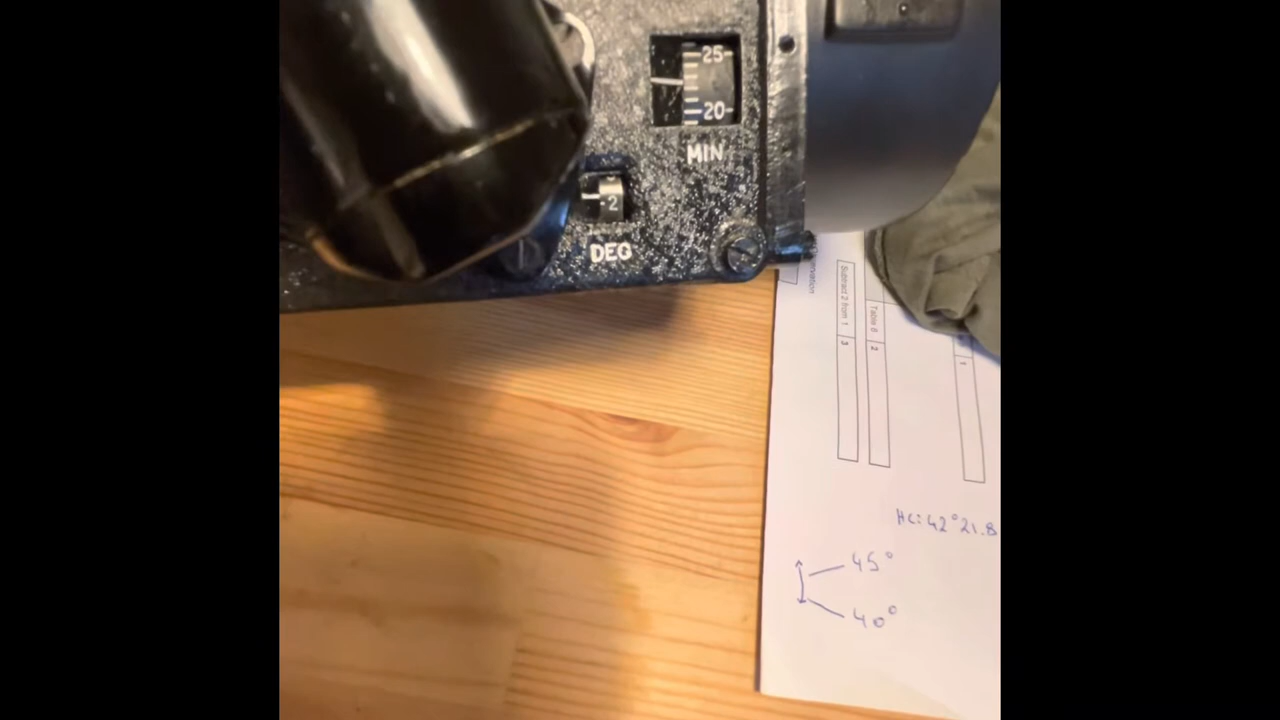 25
20
MIN
2
DEG
Subtract 2 from 1
3
Table 6
2
1
Hc: 42°21.8
45°
40°